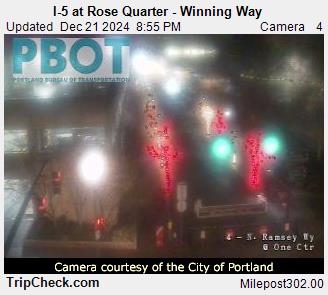 I-5 at Rose Quarter - Winning Way
Updated Dec 21 2024 8:55 PM Camera 4
PBOT
PORTLAND BUREAU OF TRANSPORTATION
4 - N. Ramsey Wy
@ One Ctr
Camera courtesy of the City of Portland
TripCheck.com Milepost302.00